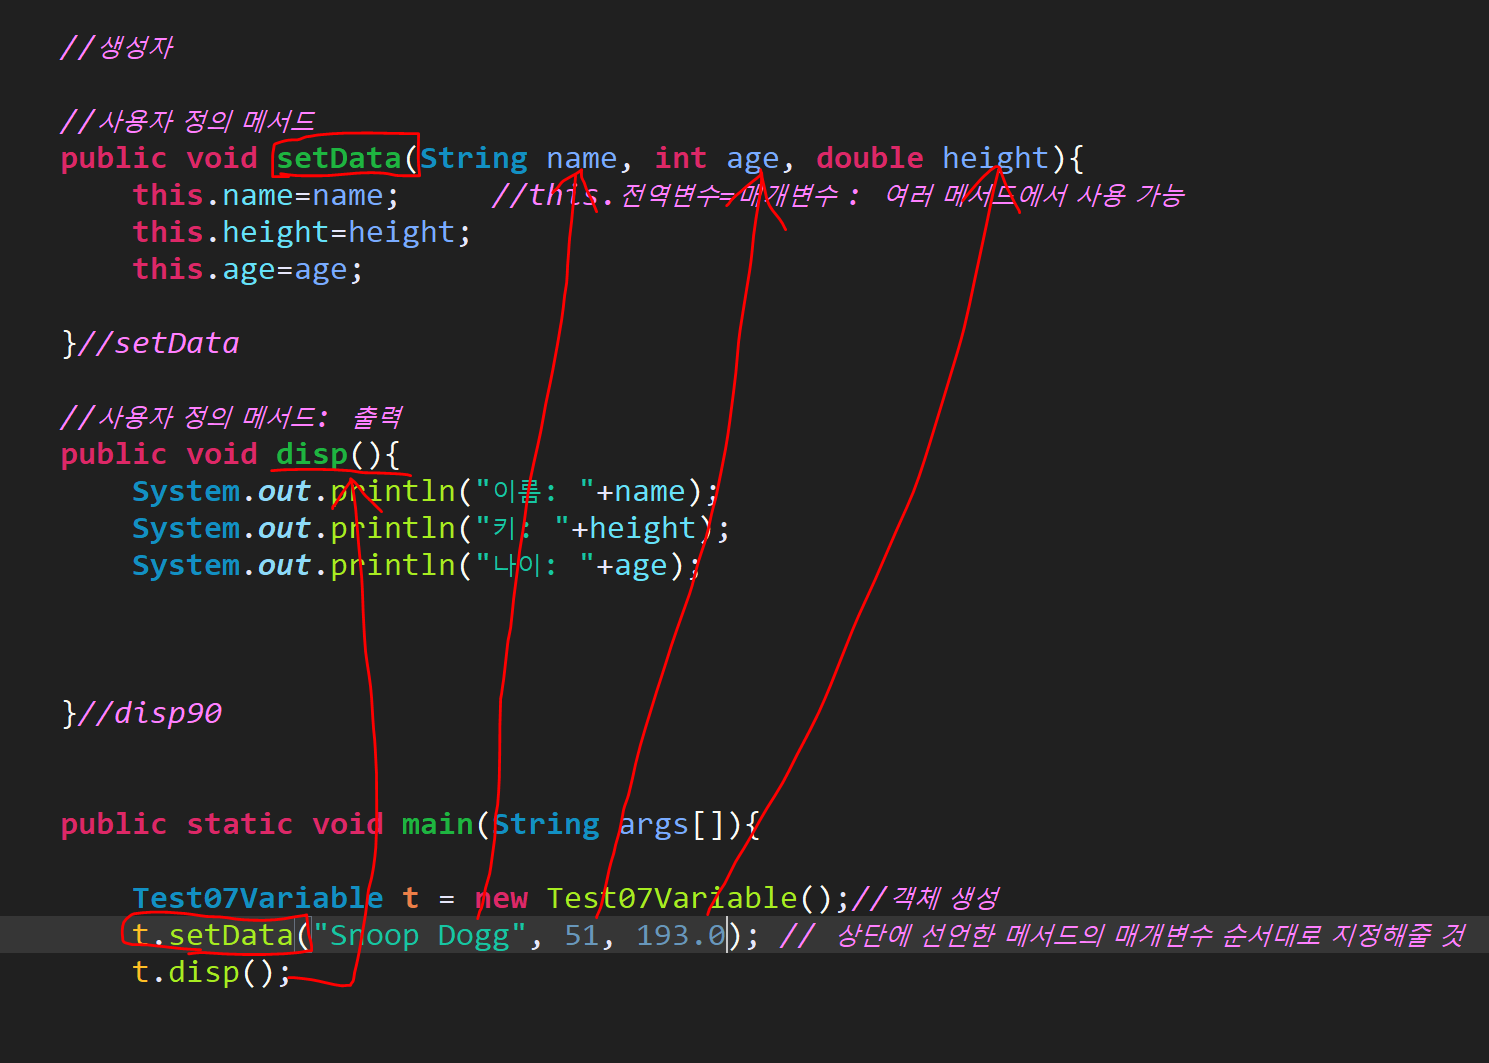 //생성자
//사용자 정의 메서드
public void setData(String name, int age, double height){
this.name=name; //this.전역변수=매개변수 : 여러 메서드에서 사용 가능
this.height=height;
this.age=age;
}//setData
//사용자 정의 메서드: 출력
public void disp(){
System.out.println("이름: "+name);
System.out.println("키: "+height);
System.out.println("나이: "+age);
}//disp90
public static void main(String args[]){
Test07Variable t = new Test07Variable();//객체 생성
t.setData("Snoop Dogg", 51, 193.0); // 상단에 선언한 메서드의 매개변수 순서대로 지정해줄 것
t.disp();